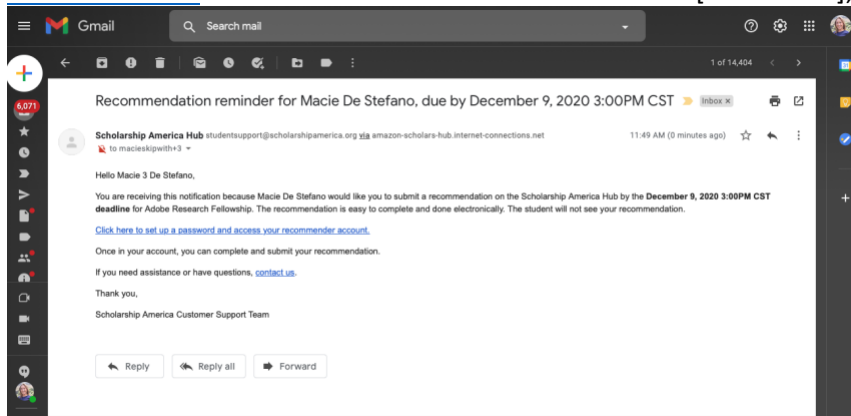 Gmail
Search mail
1 of 14,404
6,071
Recommendation reminder for Macie De Stefano, due by December 9, 2020 3:00PM CST Inbox x
Scholarship America Hub studentsupport@scholarshipamerica.org via amazon-scholars-hub.internet-connections.net 11:49 AM (0 minutes ago)
to macieskipwith+3
Hello Macie 3 De Stefano,
You are receiving this notification because Macie De Stefano would like you to submit a recommendation on the Scholarship America Hub by the December 9, 2020 3:00PM CST
deadline for Adobe Research Fellowship. The recommendation is easy to complete and done electronically. The student will not see your recommendation.
Click here to set up a password and access your recommender account.
Once in your account, you can complete and submit your recommendation.
If you need assistance or have questions, contact us.
Thank you,
Scholarship America Customer Support Team
Reply Reply all Forward